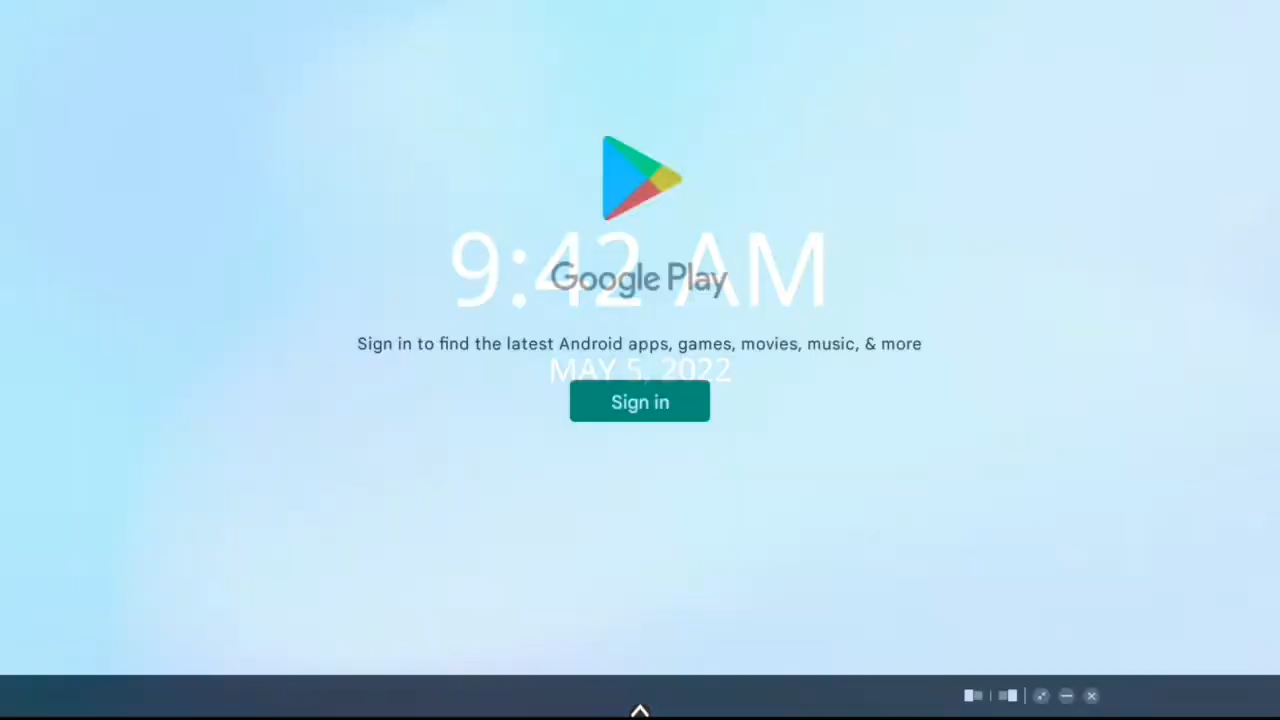 9:42 AM
Google Play
Sign in to find the latest Android apps, games, movies, music, & more
MAY 5, 2022
Sign in